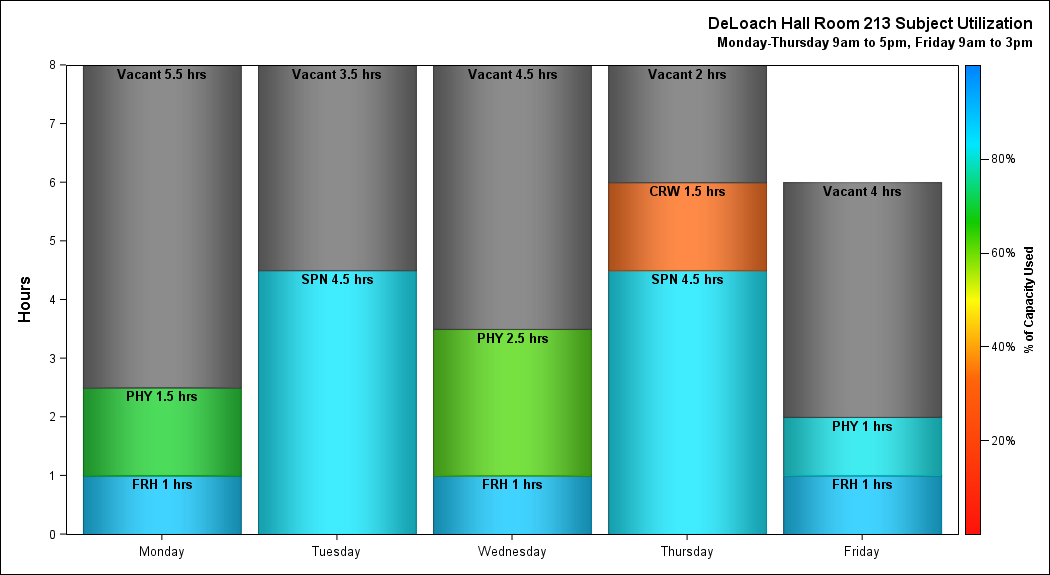 DeLoach Hall Room 213 Subject Utilization
Monday-Thursday 9am to 5pm, Friday 9am to 3pm
8
7
6
5
4
3
2
1
0
Hours
Vacant 5.5 hrs
PHY 1.5 hrs
FRH 1 hrs
Vacant 3.5 hrs
SPN 4.5 hrs
Vacant 4.5 hrs
PHY 2.5 hrs
FRH 1 hrs
Vacant 2 hrs
CRW 1.5 hrs
SPN 4.5 hrs
Vacant 4 hrs
PHY 1 hrs
FRH 1 hrs
Monday
Tuesday
Wednesday
Thursday
Friday
80%
60%
40%
20%
% of Capacity Used